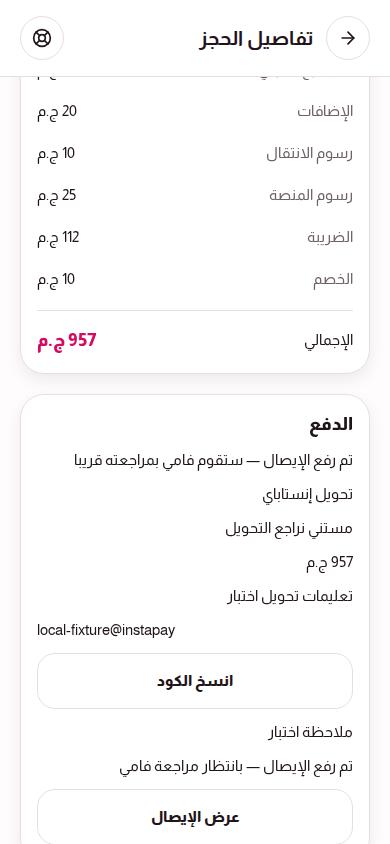 تفاصيل الحجز
الإضافات 20 ج.م
رسوم الانتقال 10 ج.م
رسوم المنصة 25 ج.م
الضريبة 112 ج.م
الخصم 10 ج.م
الإجمالي 957 ج.م
الدفع
تم رفع الإيصال — ستقوم فامي بمراجعته قريبا
تحويل إنستاباي
مستني نراجع التحويل
957 ج.م
تعليمات تحويل اختبار
local-fixture@instapay
انسخ الكود
ملاحظة اختبار
تم رفع الإيصال — بانتظار مراجعة فامي
عرض الإيصال